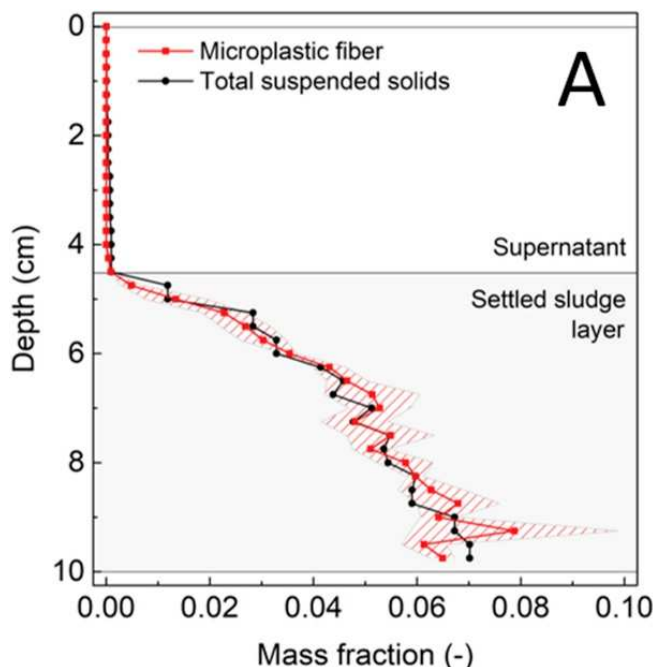 0
Microplastic fiber
Total suspended solids
A
2
Depth (cm)
4
Supernatant
Settled sludge
layer
6
8
10
0.00 0.02 0.04 0.06 0.08 0.10
Mass fraction (-)